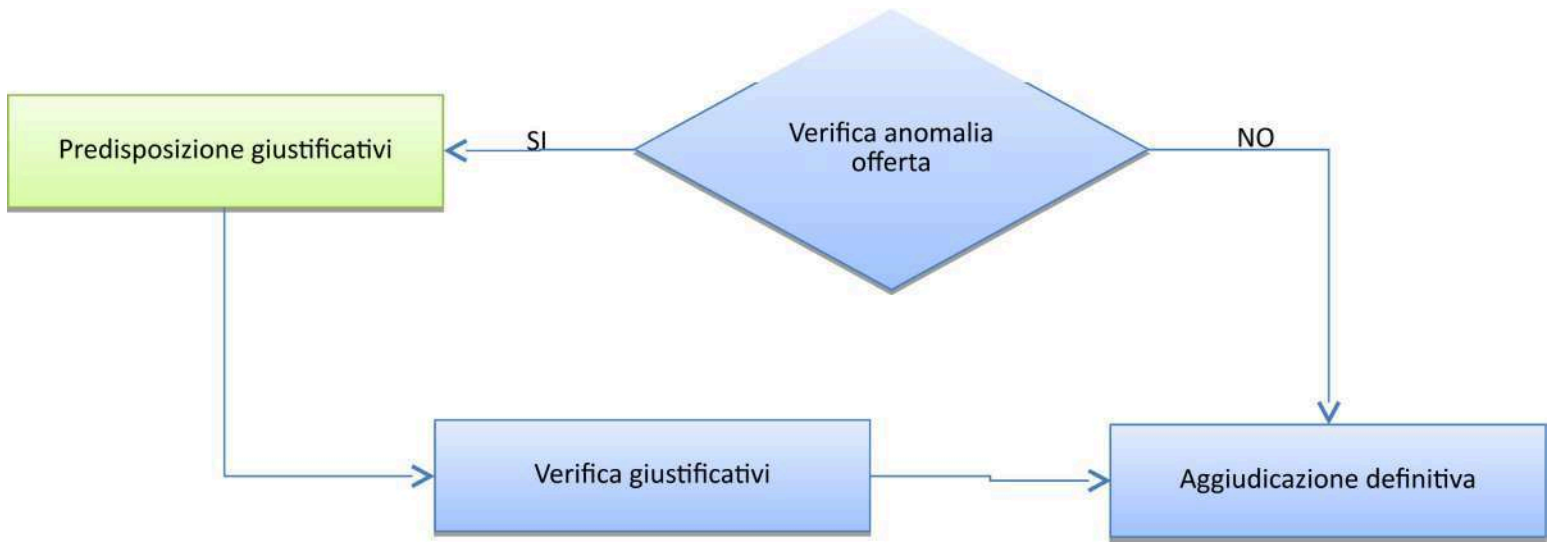 Verifica anomalia
offerta
SI
NO
Predisposizione giustificativi
Verifica giustificativi
Aggiudicazione definitiva